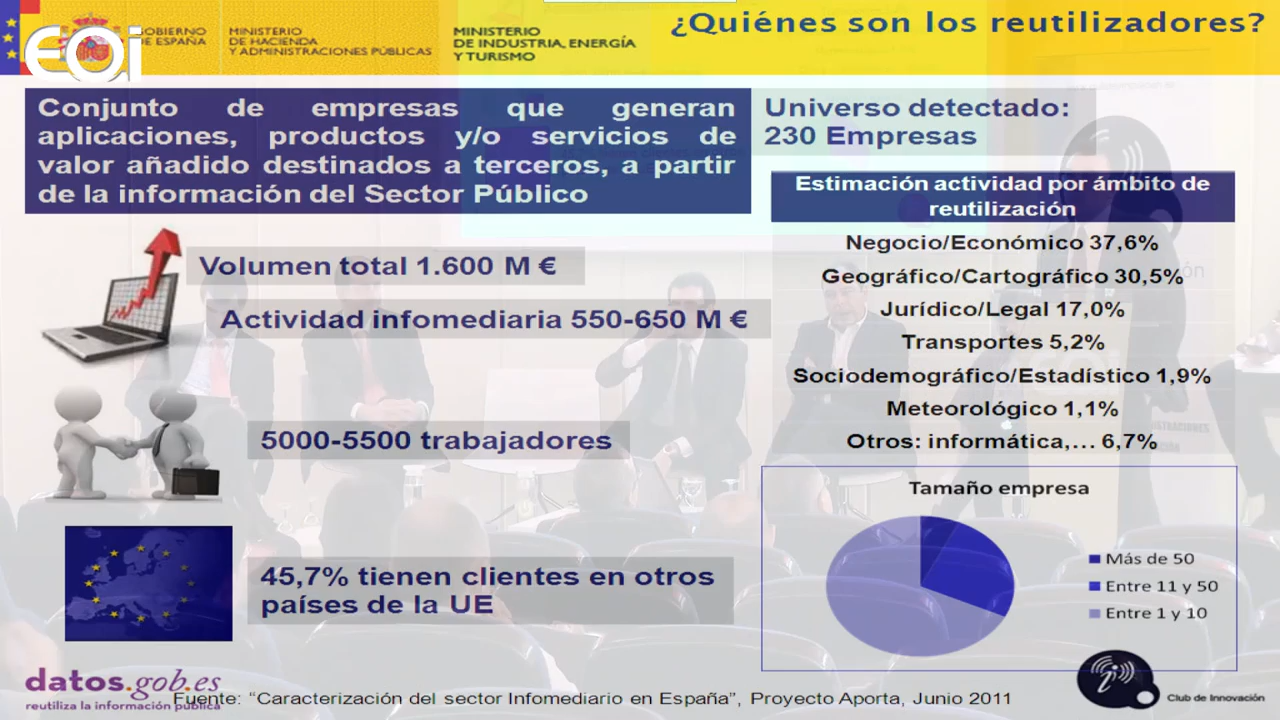 EOi
GOBIERNO
DE ESPAÑA
MINISTERIO
DE HACIENDA
Y ADMINISTRACIONES PÚBLICAS
MINISTERIO
DE INDUSTRIA, ENERGÍA
Y TURISMO
¿Quiénes son los reutilizadores?
Conjunto de empresas que generan
aplicaciones, productos y/o servicios de
valor añadido destinados a terceros, a partir
de la información del Sector Público
Universo detectado:
230 Empresas
Estimación actividad por ámbito de
reutilización
Negocio/Económico 37,6%
Geográfico/Cartográfico 30,5%
Jurídico/Legal 17,0%
Transportes 5,2%
Sociodemográfico/Estadístico 1,9%
Meteorológico 1,1%
Otros: informática,... 6,7%
Volumen total 1.600 M €
Actividad infomediaria 550-650 M €
5000-5500 trabajadores
45,7% tienen clientes en otros
países de la UE
Tamaño empresa
Más de 50
Entre 11 y 50
Entre 1 y 10
datos.gob.es
reutiliza la información pública
Fuente: "Caracterización del sector Infomediario en España", Proyecto Aporta, Junio 2011
i
Club de Innovación